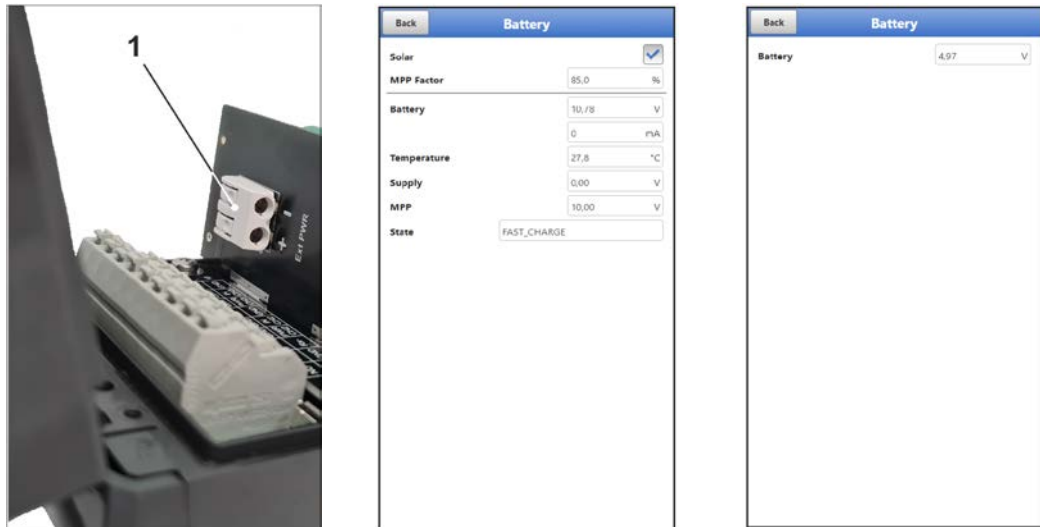 1
-
+
Ext PWR
Back Battery
Solar
MPP Factor 85,0 %
Battery 10,78 V
0 mA
Temperature 27,8 °C
Supply 0,00 V
MPP 10,00 V
State FAST_CHARGE
Back Battery
Battery 4,97 V